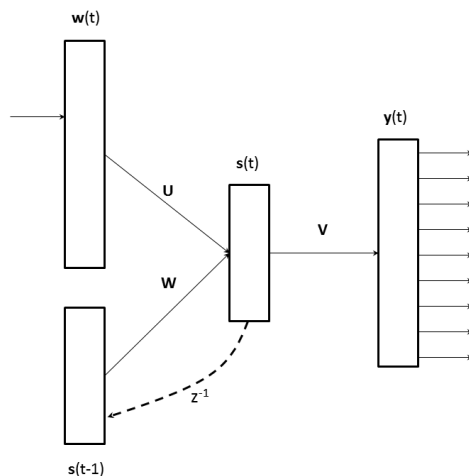 w(t)
y(t)
s(t)
U
V
W
z⁻¹
s(t-1)